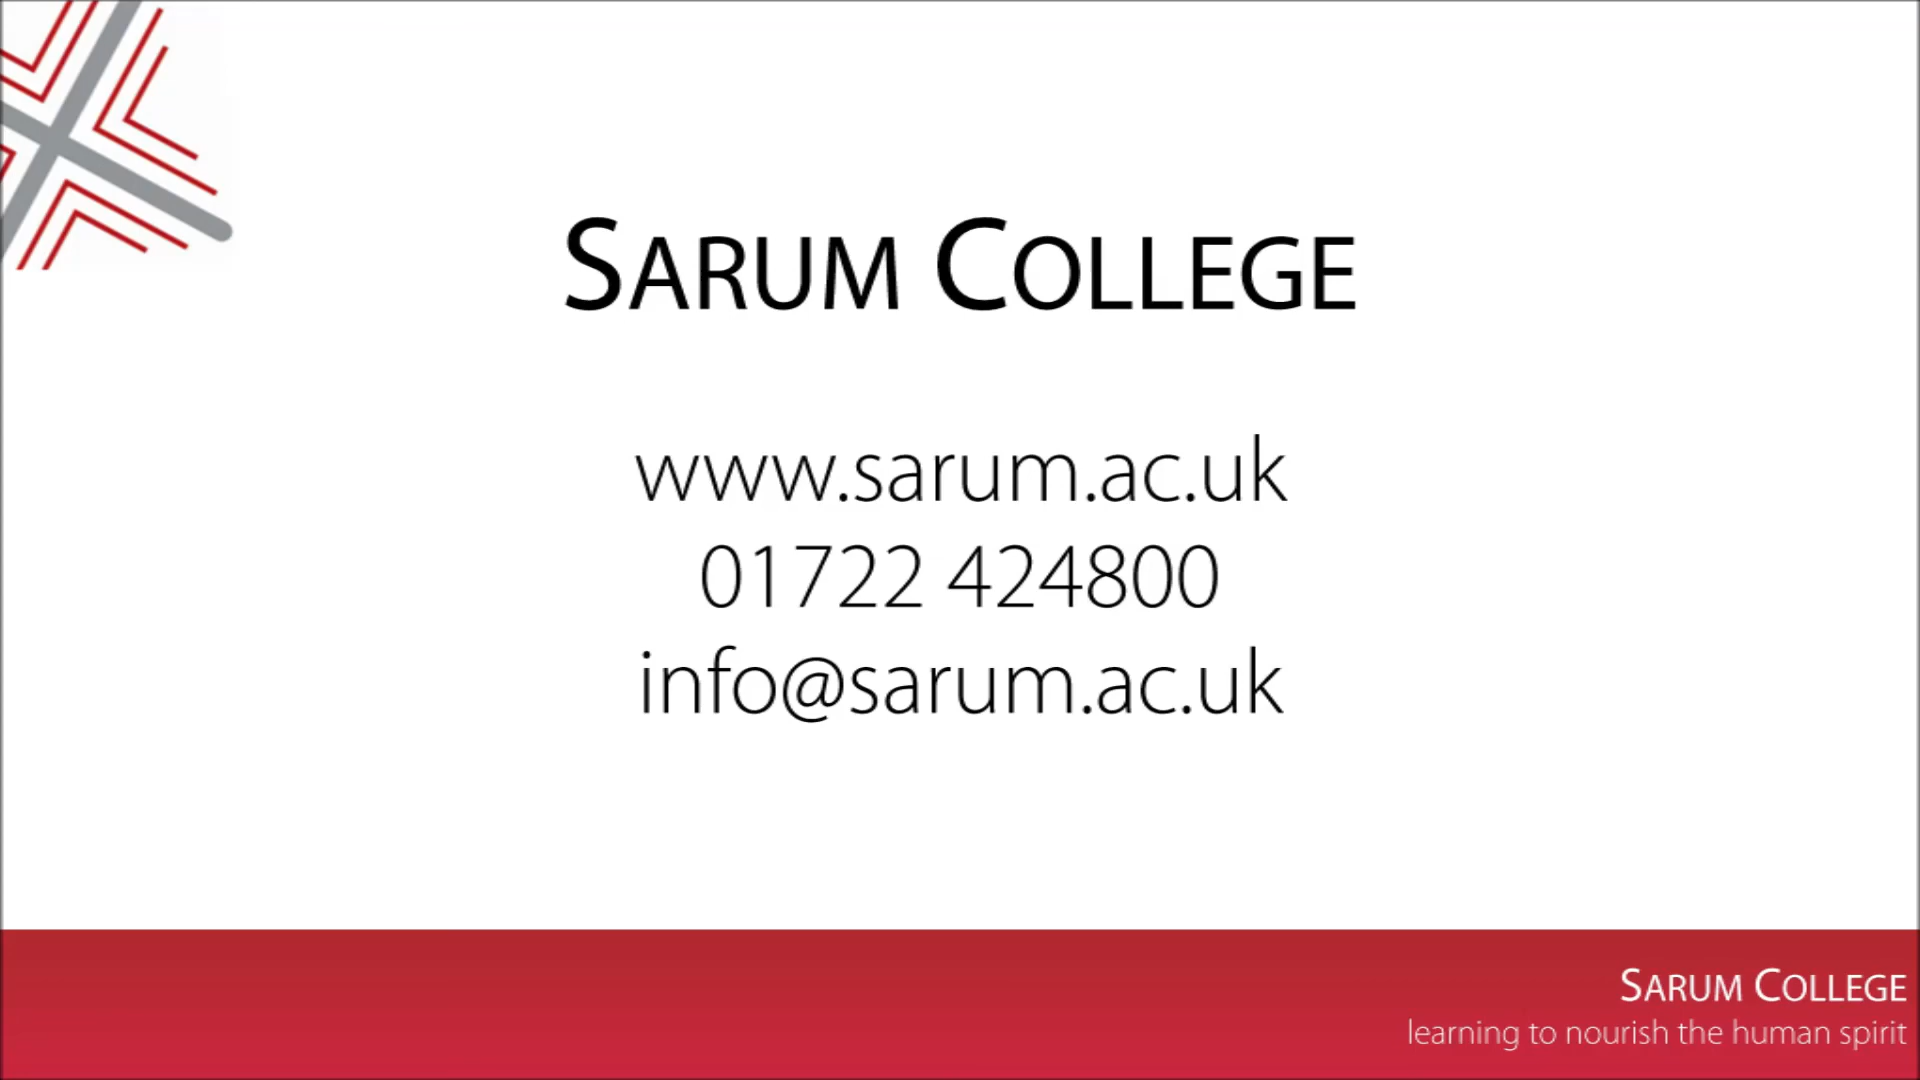 SARUM COLLEGE
www.sarum.ac.uk
01722 424800
info@sarum.ac.uk
SARUM COLLEGE
learning to nourish the human spirit